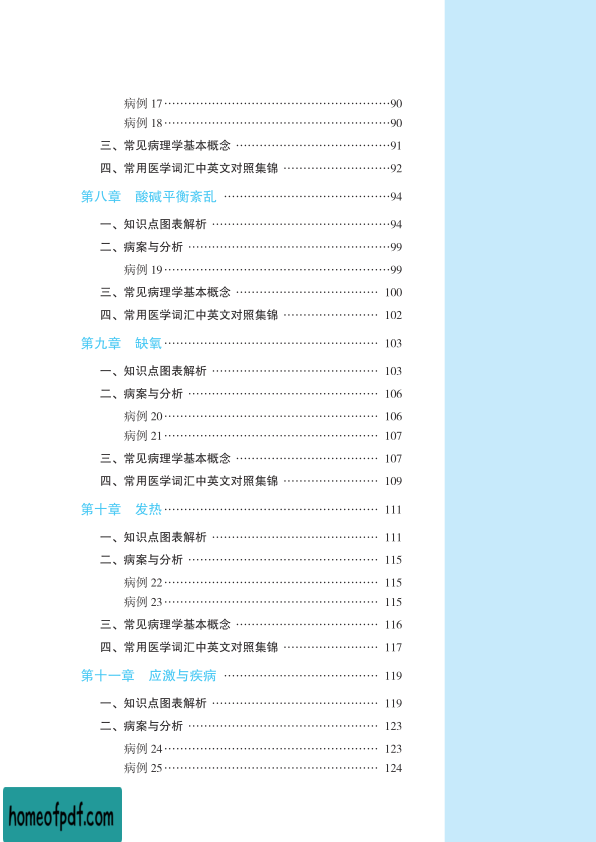 病例 17 …………………………………………………90
病例 18 …………………………………………………90
三、常见病理学基本概念 …………………………………91
四、常用医学词汇中英文对照集锦 ………………………92
第八章　酸碱平衡紊乱 ……………………………………94
一、知识点图表解析 ………………………………………94
二、病案与分析 ……………………………………………99
病例 19 …………………………………………………99
三、常见病理学基本概念 ……………………………… 100
四、常用医学词汇中英文对照集锦 …………………… 102
第九章　缺氧 ……………………………………………… 103
一、知识点图表解析 …………………………………… 103
二、病案与分析 ………………………………………… 106
病例 20 ……………………………………………… 106
病例 21 ……………………………………………… 107
三、常见病理学基本概念 ……………………………… 107
四、常用医学词汇中英文对照集锦 …………………… 109
第十章　发热 ……………………………………………… 111
一、知识点图表解析 …………………………………… 111
二、病案与分析 ………………………………………… 115
病例 22 ……………………………………………… 115
病例 23 ……………………………………………… 115
三、常见病理学基本概念 ……………………………… 116
四、常用医学词汇中英文对照集锦 …………………… 117
第十一章　应激与疾病 ………………………………… 119
一、知识点图表解析 …………………………………… 119
二、病案与分析 ………………………………………… 123
病例 24 ……………………………………………… 123
病例 25 ……………………………………………… 124
homeofpdf.com